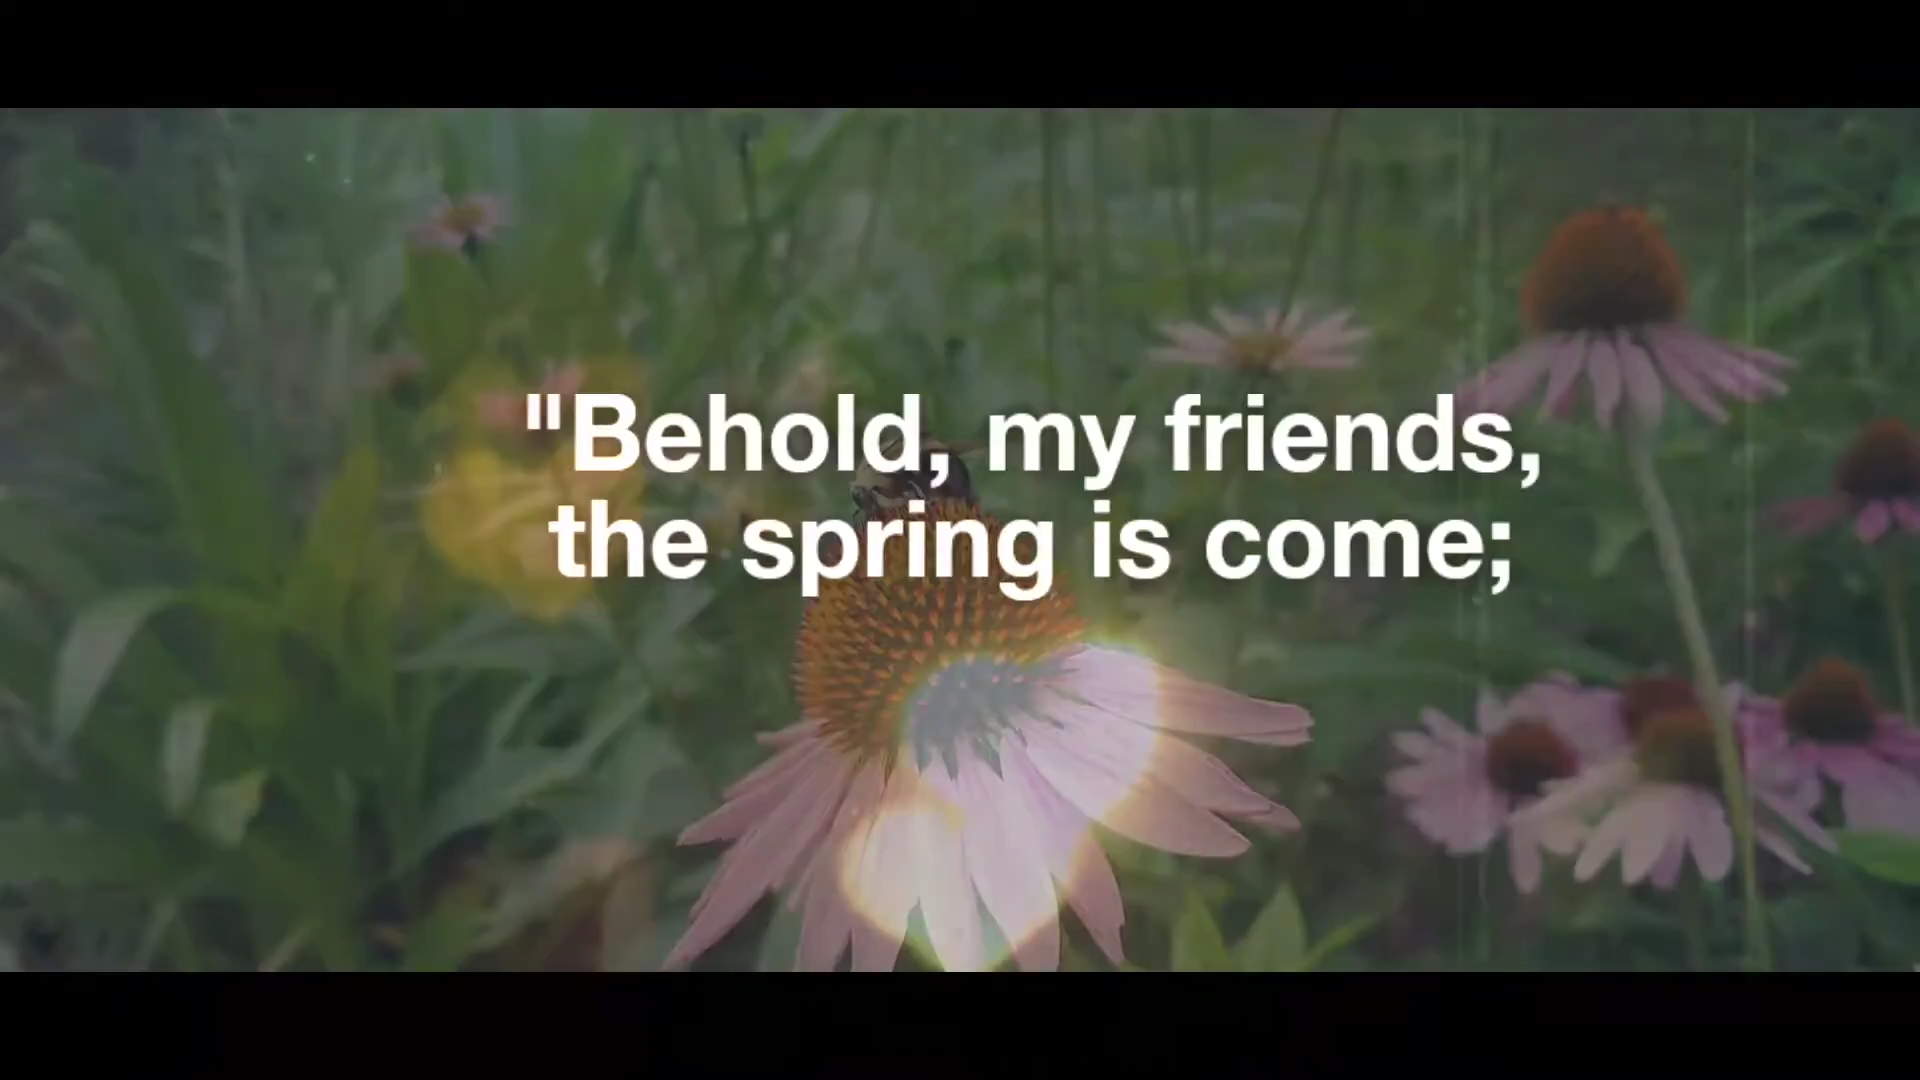 "Behold, my friends,
the spring is come;